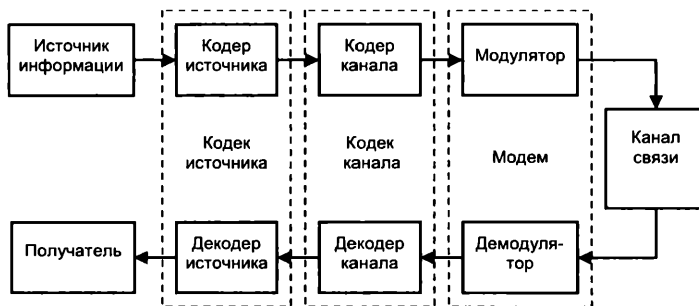 Источник
информации
Кодер
источника
Кодер
канала
Модулятор
Кодек
источника
Кодек
канала
Модем
Канал
связи
Получатель
Декодер
источника
Декодер
канала
Демодуля-
тор